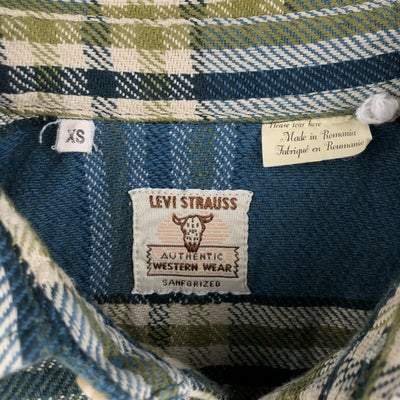 XS
LEVI STRAUSS
AUTHENTIC
WESTERN WEAR
SANFORIZED
Please tear here
Made in Romania
Fabriqué en Roumanie